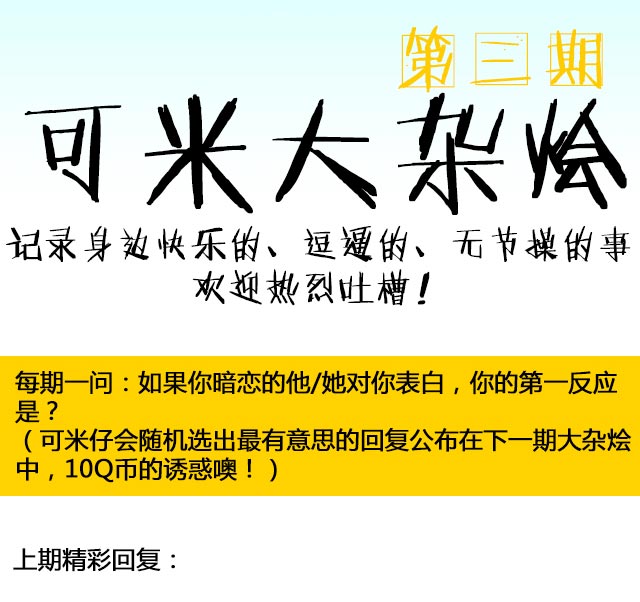 第三期
可米大杂烩
记录身边快乐的、逗逼的、无节操的事
欢迎热烈吐槽！
每期一问：如果你暗恋的他/她对你表白，你的第一反应
是？
（可米仔会随机选出最有意思的回复公布在下一期大杂烩
中，10Q币的诱惑噢！）
上期精彩回复：